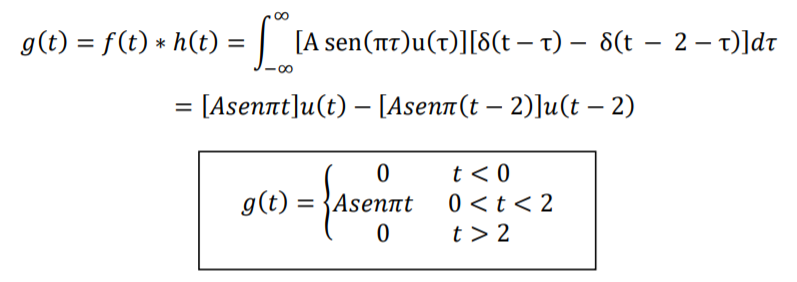 g(t) = f(t) ∗ h(t) = ∫_{−∞}^{∞} [A sen(πτ)u(τ)][δ(t − τ) − δ(t − 2 − τ)]dτ
= [Asenπt]u(t) − [Asenπ(t − 2)]u(t − 2)
0 t < 0
g(t) = { Asenπt 0 < t < 2
0 t > 2